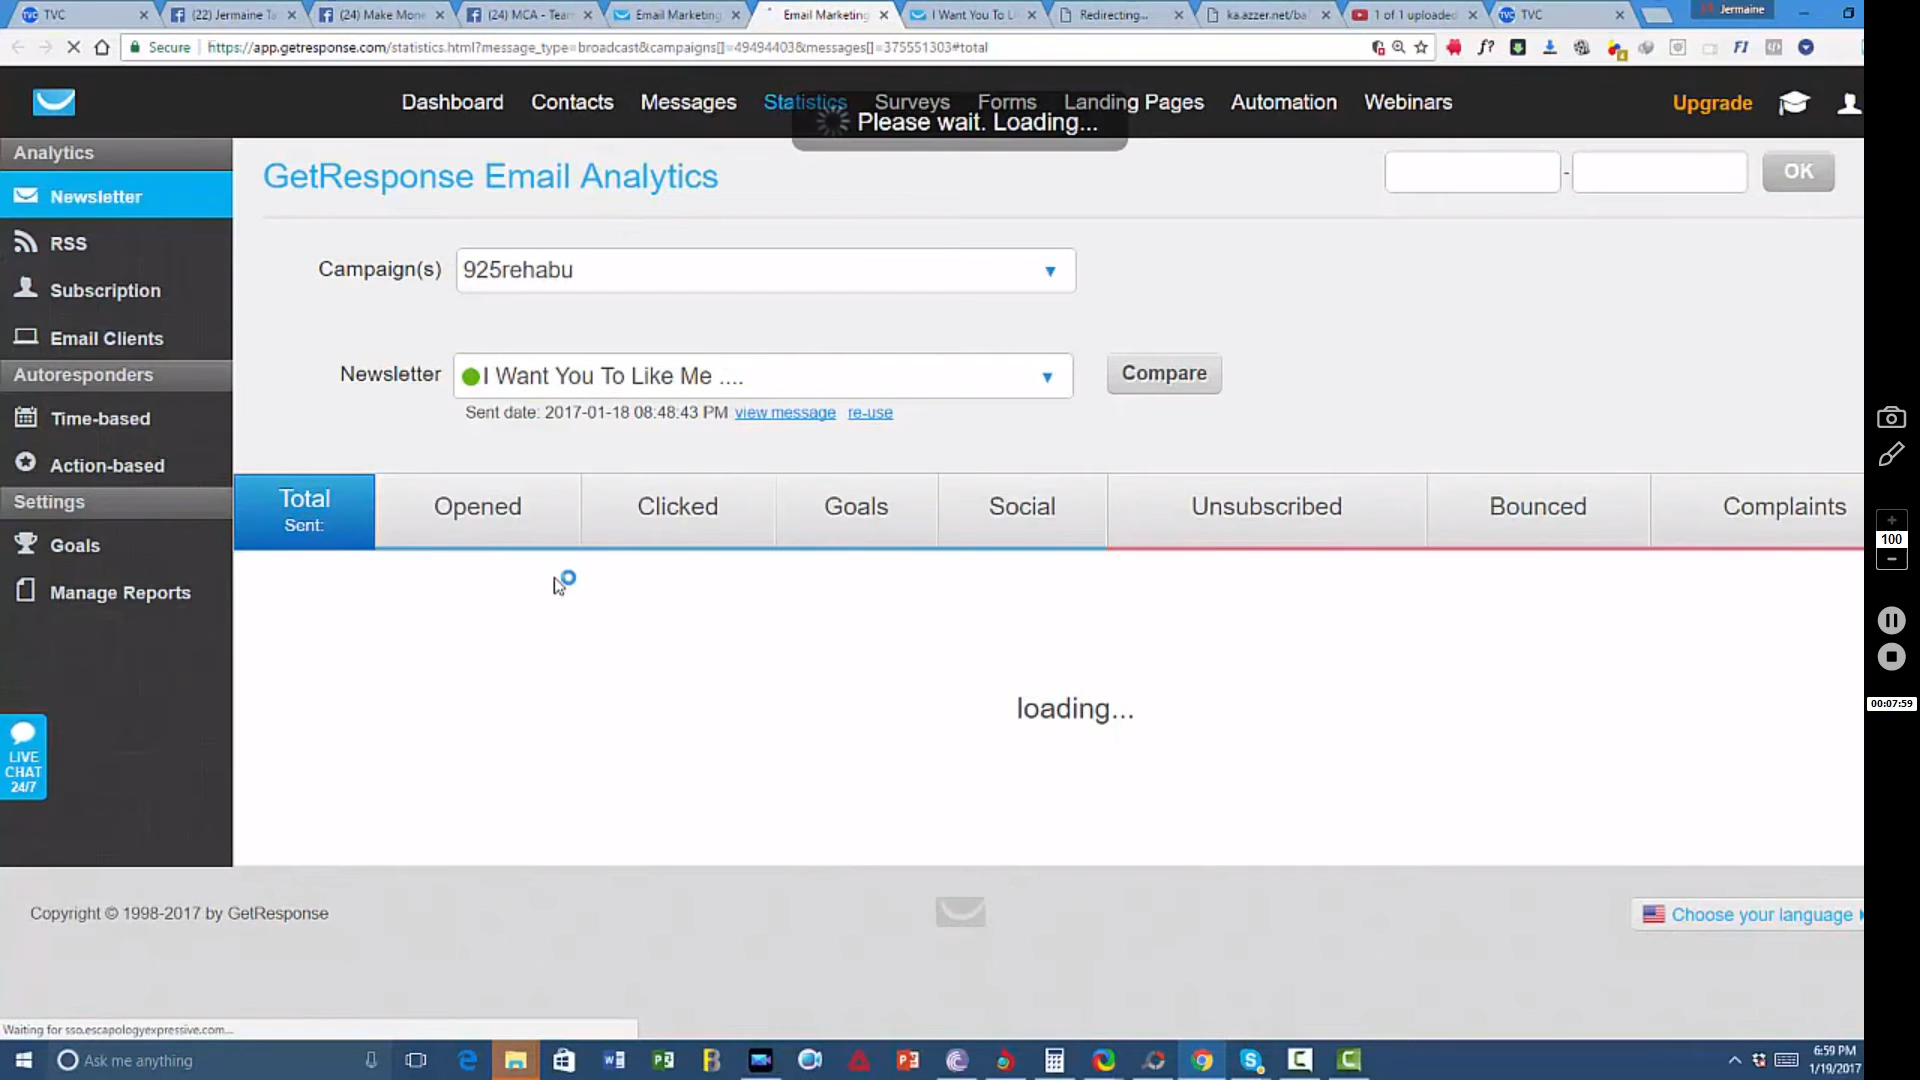 TVC
(22) Jermaine Ta
(24) Make Mone
(24) MCA - Team
Email Marketing
Email Marketing
I Want You To L
Redirecting...
ka.azzer.net/ba
1 of 1 uploaded
TVC
Jermaine
Secure
https://app.getresponse.com/statistics.html?message_type=broadcast&campaigns[]=49494403&messages[]=375551303#total
Dashboard
Contacts
Messages
Statistics
Surveys
Forms
Landing Pages
Automation
Webinars
Upgrade
Please wait. Loading...
Analytics
Newsletter
RSS
Subscription
Email Clients
Autoresponders
Time-based
Action-based
Settings
Goals
Manage Reports
LIVE
CHAT
24/7
GetResponse Email Analytics
-
OK
Campaign(s)
925rehabu
Newsletter
I Want You To Like Me ....
Compare
Sent date: 2017-01-18 08:48:43 PM view message re-use
Total
Sent:
Opened
Clicked
Goals
Social
Unsubscribed
Bounced
Complaints
loading...
100
00:07:59
Copyright © 1998-2017 by GetResponse
Choose your language
Waiting for sso.escapologyexpressive.com...
Ask me anything
6:59 PM
1/19/2017